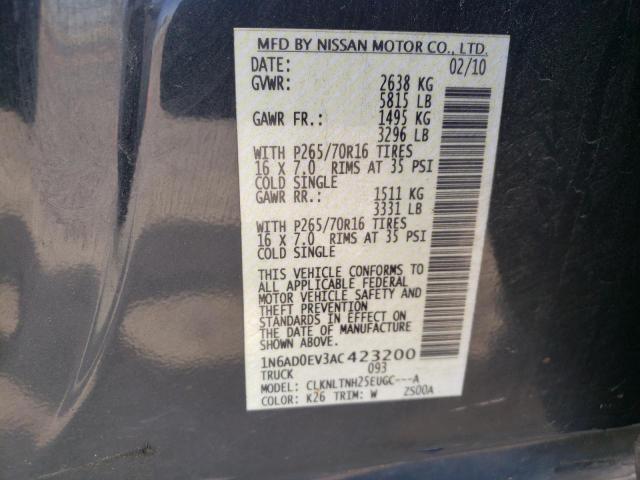 MFD BY NISSAN MOTOR CO., LTD.
DATE: 02/10
GVWR: 2638 KG
5815 LB
GAWR FR.: 1495 KG
3296 LB
WITH P265/70R16 TIRES
16 X 7.0 RIMS AT 35 PSI
COLD SINGLE
GAWR RR.: 1511 KG
3331 LB
WITH P265/70R16 TIRES
16 X 7.0 RIMS AT 35 PSI
COLD SINGLE
THIS VEHICLE CONFORMS TO
ALL APPLICABLE FEDERAL
MOTOR VEHICLE SAFETY AND
THEFT PREVENTION
STANDARDS IN EFFECT ON
THE DATE OF MANUFACTURE
SHOWN ABOVE.
1N6AD0EV3AC423200
TRUCK 093
MODEL: CLKNLTNH25EUGC---A
COLOR: K26 TRIM: W ZS00A